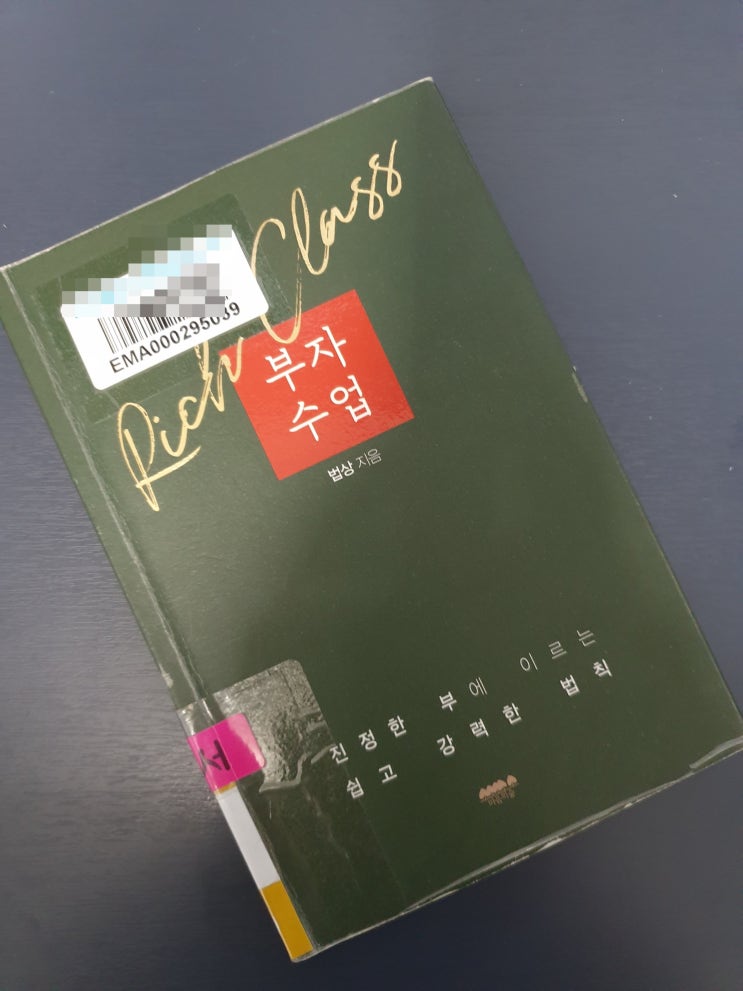 Rich Class
EMA000295039
부자
수업
법상 지음
진정한 부에 이르는
쉽고 강력한 법칙
서